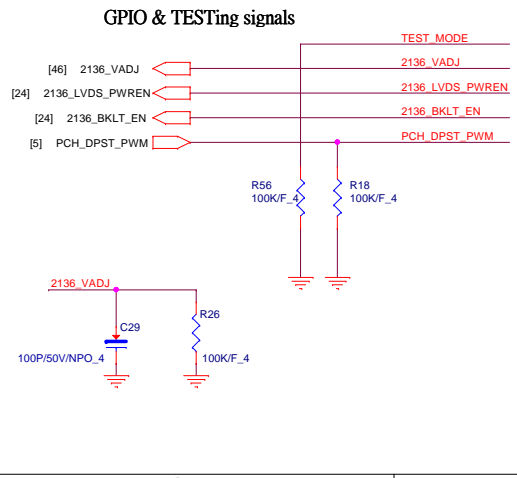 GPIO & TESTing signals
TEST_MODE
[46] 2136_VADJ 2136_VADJ
[24] 2136_LVDS_PWREN 2136_LVDS_PWREN
[24] 2136_BKLT_EN 2136_BKLT_EN
[5] PCH_DPST_PWM PCH_DPST_PWM
R56 R18
100K/F_4 100K/F_4
2136_VADJ
R26
C29
100P/50V/NPO_4 100K/F_4